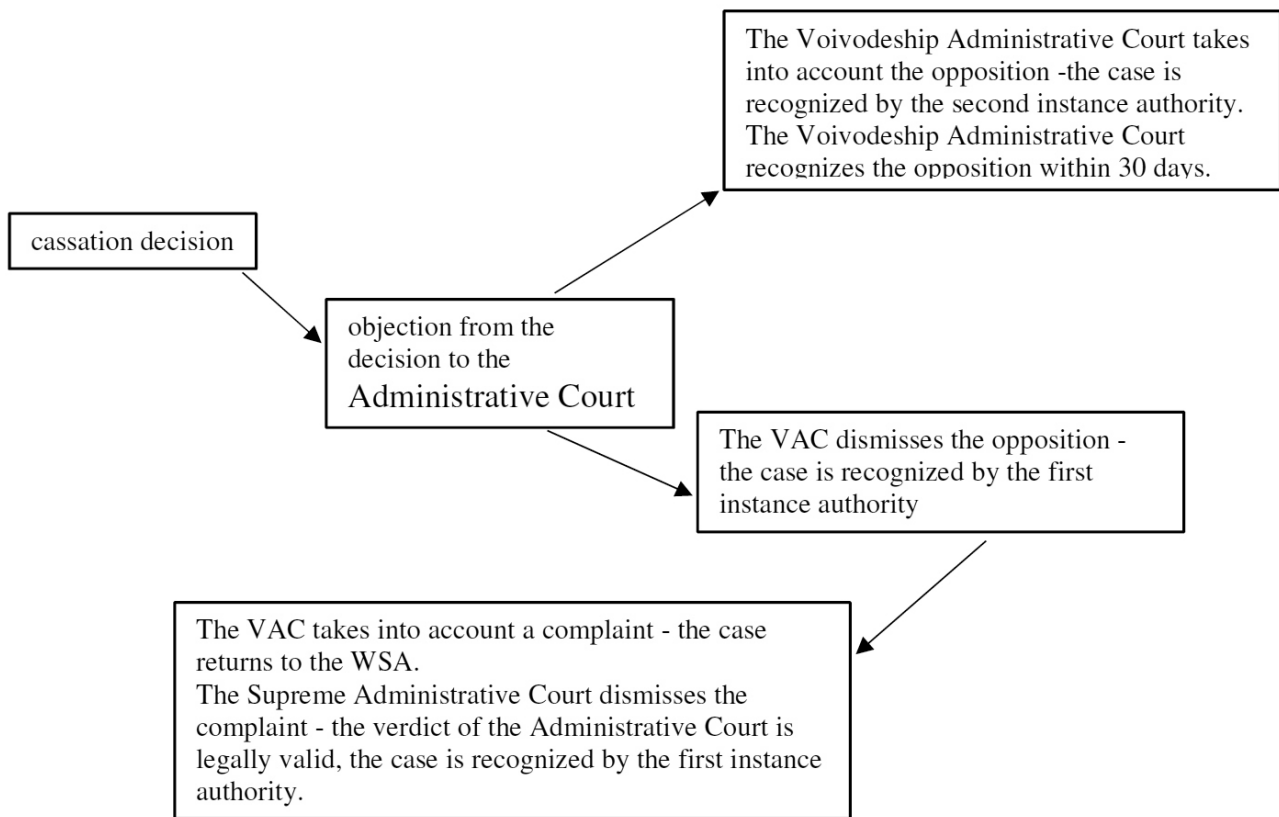 The Voivodeship Administrative Court takes
into account the opposition -the case is
recognized by the second instance authority.
The Voivodeship Administrative Court
recognizes the opposition within 30 days.
cassation decision
objection from the
decision to the
Administrative Court
The VAC dismisses the opposition -
the case is recognized by the first
instance authority
The VAC takes into account a complaint - the case
returns to the WSA.
The Supreme Administrative Court dismisses the
complaint - the verdict of the Administrative Court is
legally valid, the case is recognized by the first instance
authority.